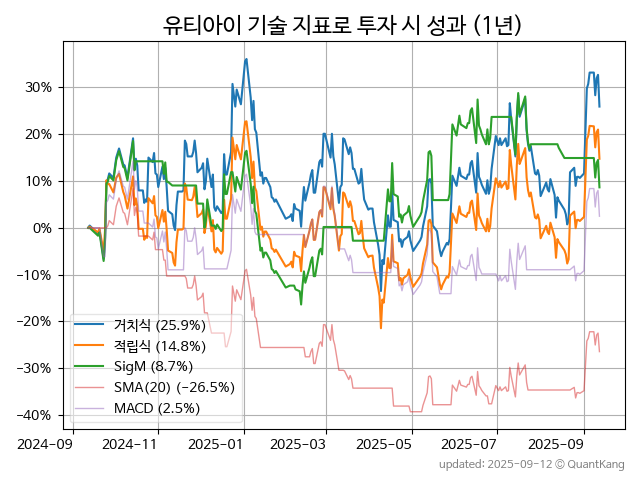 유티아이 기술 지표로 투자 시 성과 (1년)
30%
20%
10%
0%
−10%
−20%
−30%
−40%
거치식 (25.9%)
적립식 (14.8%)
SigM (8.7%)
SMA(20) (−26.5%)
MACD (2.5%)
2024-09
2024-11
2025-01
2025-03
2025-05
2025-07
2025-09
updated: 2025-09-12 © QuantKang